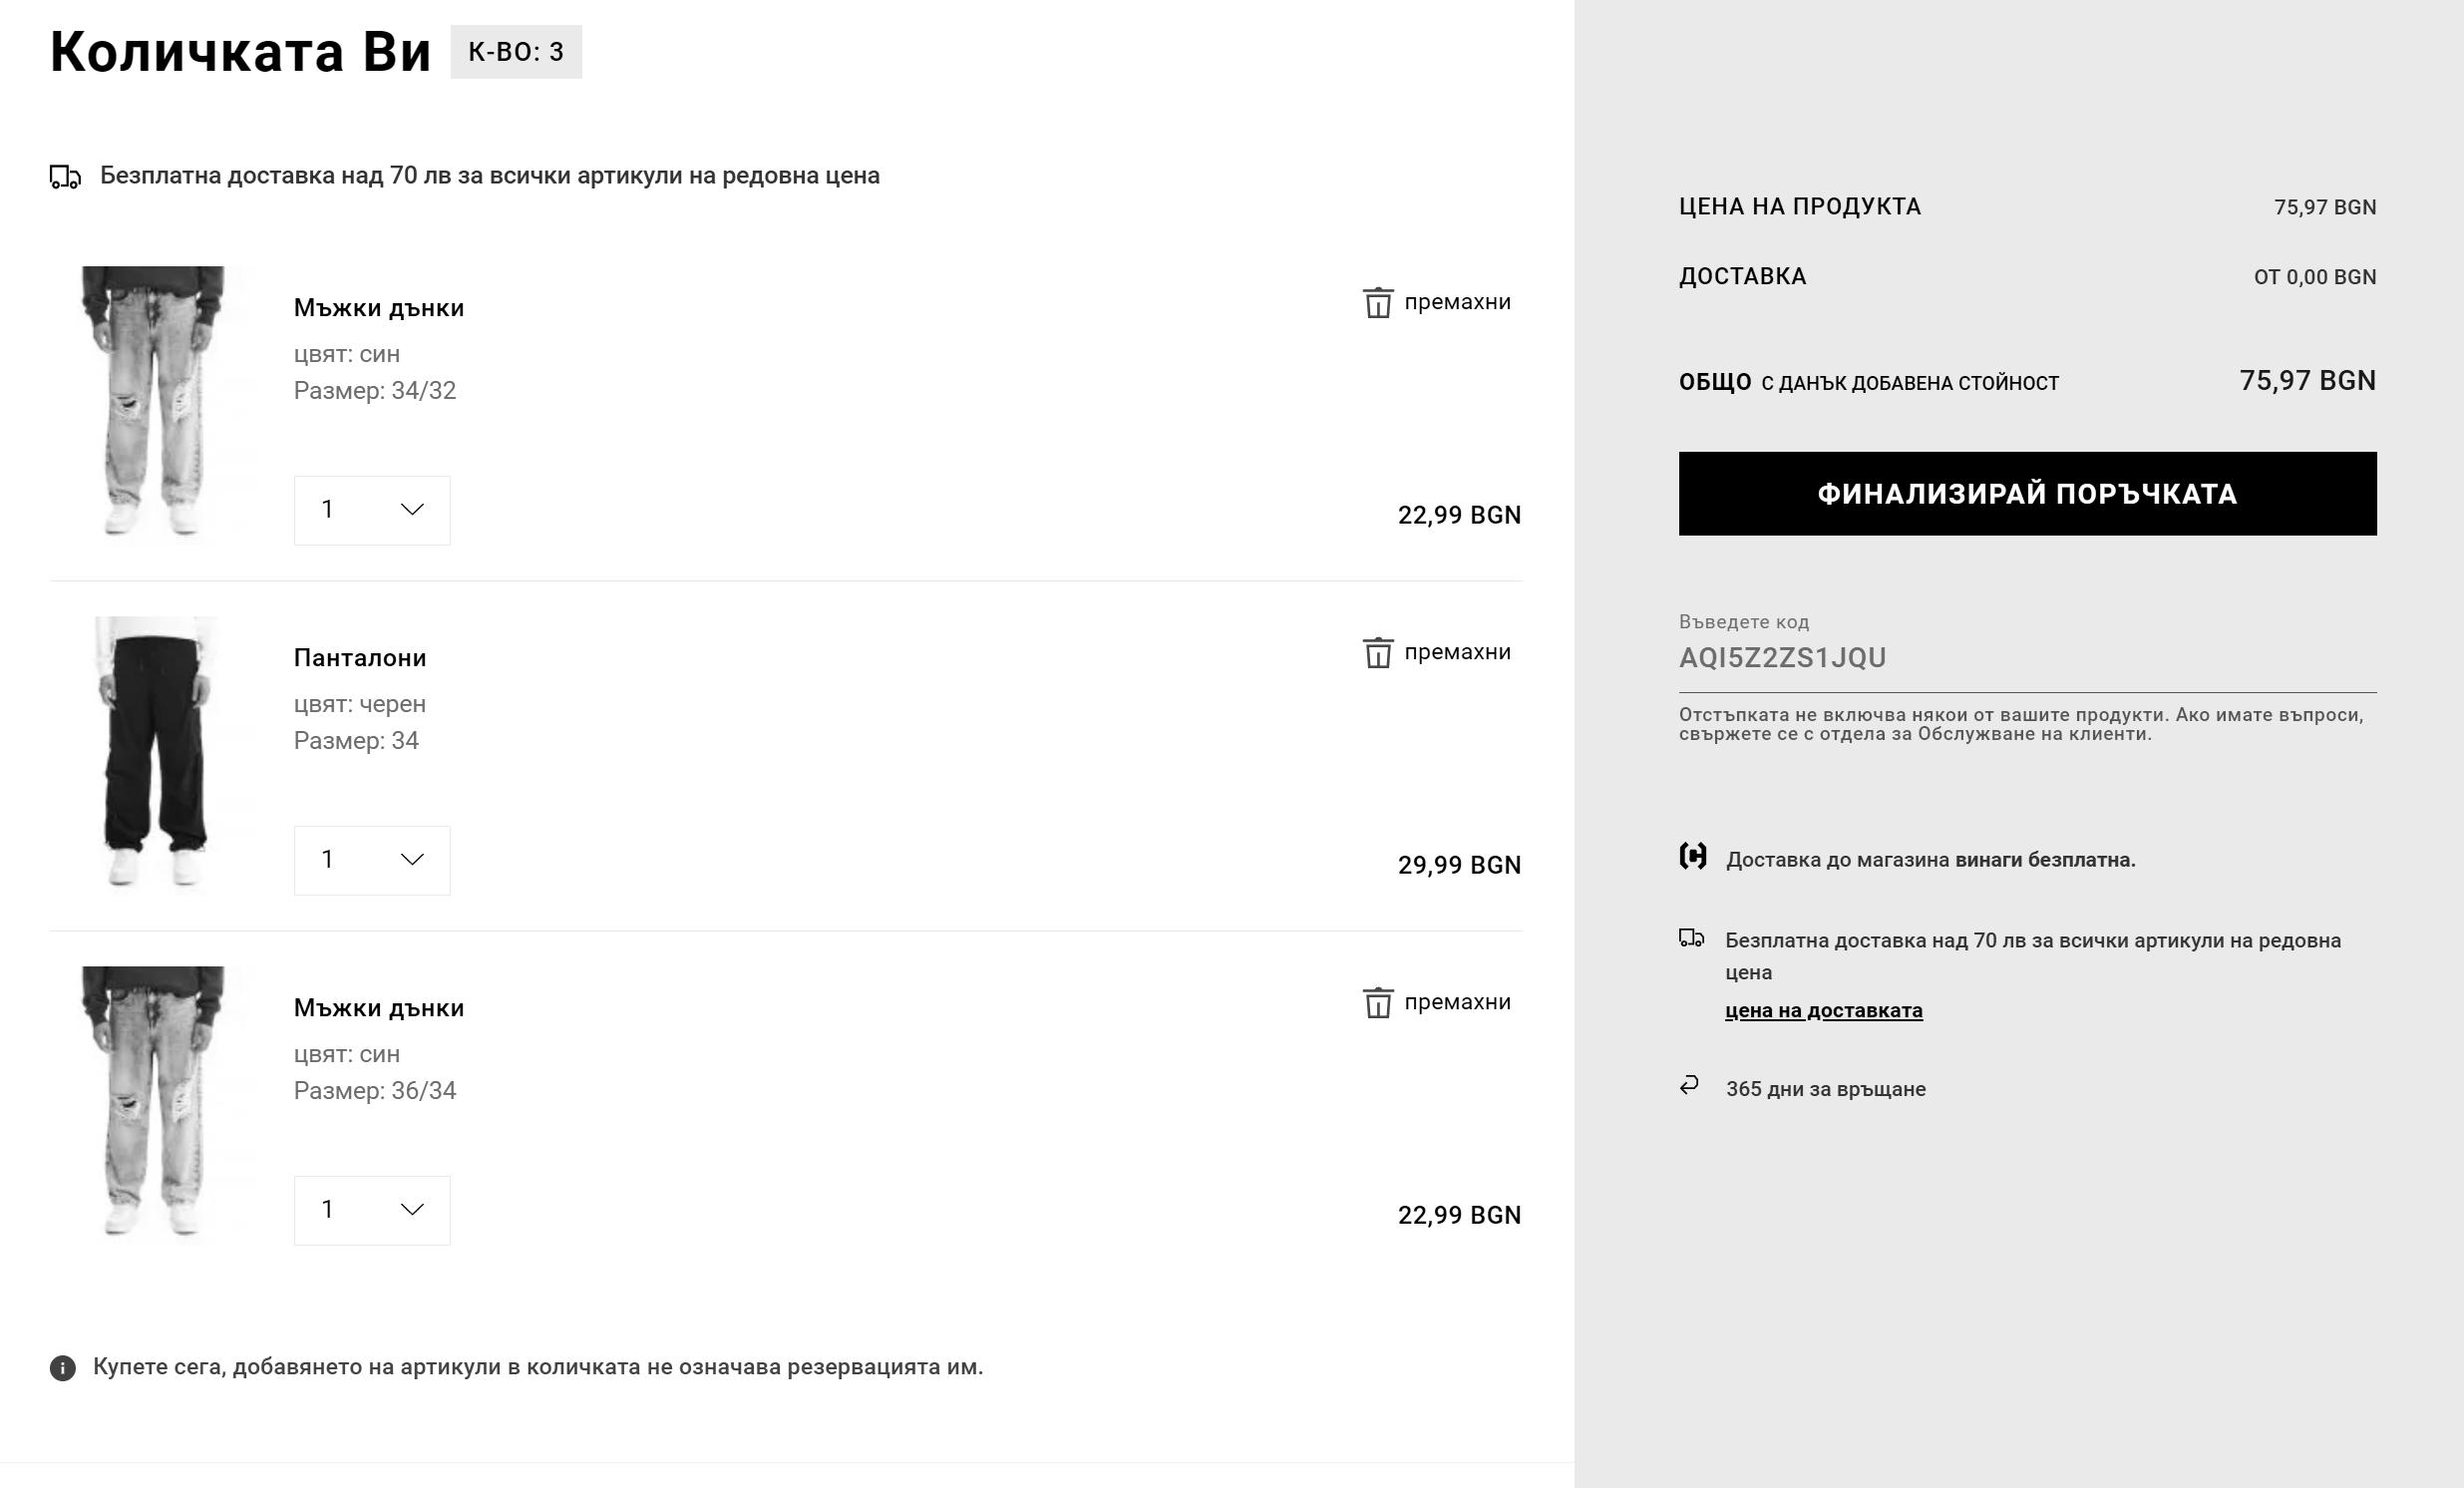 Количката Ви К-ВО: 3
Безплатна доставка над 70 лв за всички артикули на редовна цена
Мъжки дънки
премахни
цвят: син
Размер: 34/32
1
22,99 BGN
Панталони
премахни
цвят: черен
Размер: 34
1
29,99 BGN
Мъжки дънки
премахни
цвят: син
Размер: 36/34
1
22,99 BGN
Купете сега, добавянето на артикули в количката не означава резервацията им.
ЦЕНА НА ПРОДУКТА 75,97 BGN
ДОСТАВКА ОТ 0,00 BGN
ОБЩО С ДАНЪК ДОБАВЕНА СТОЙНОСТ 75,97 BGN
ФИНАЛИЗИРАЙ ПОРЪЧКАТА
Въведете код
AQI5Z2ZS1JQU
Отстъпката не включва някои от вашите продукти. Ако имате въпроси,
свържете се с отдела за Обслужване на клиенти.
Доставка до магазина винаги безплатна.
Безплатна доставка над 70 лв за всички артикули на редовна
цена
цена на доставката
365 дни за връщане